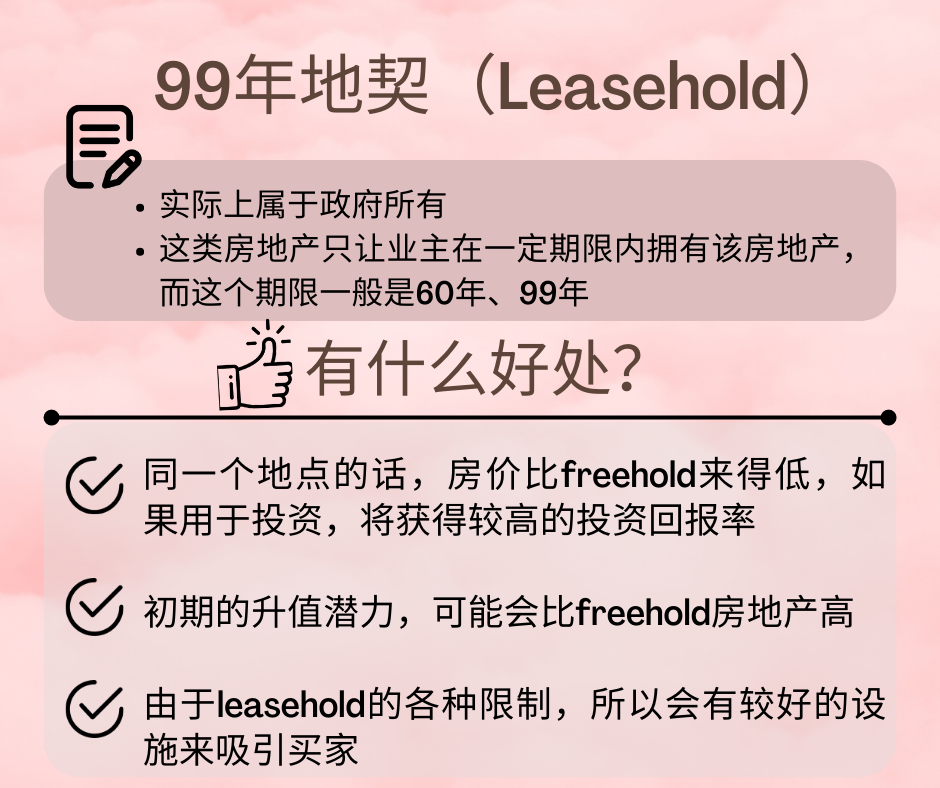 99年地契（Leasehold）
• 实际上属于政府所有
• 这类房地产只让业主在一定期限内拥有该房地产，
而这个期限一般是60年、99年
有什么好处？
同一个地点的话，房价比freehold来得低，如
果用于投资，将获得较高的投资回报率
初期的升值潜力，可能会比freehold房地产高
由于leasehold的各种限制，所以会有较好的设
施来吸引买家